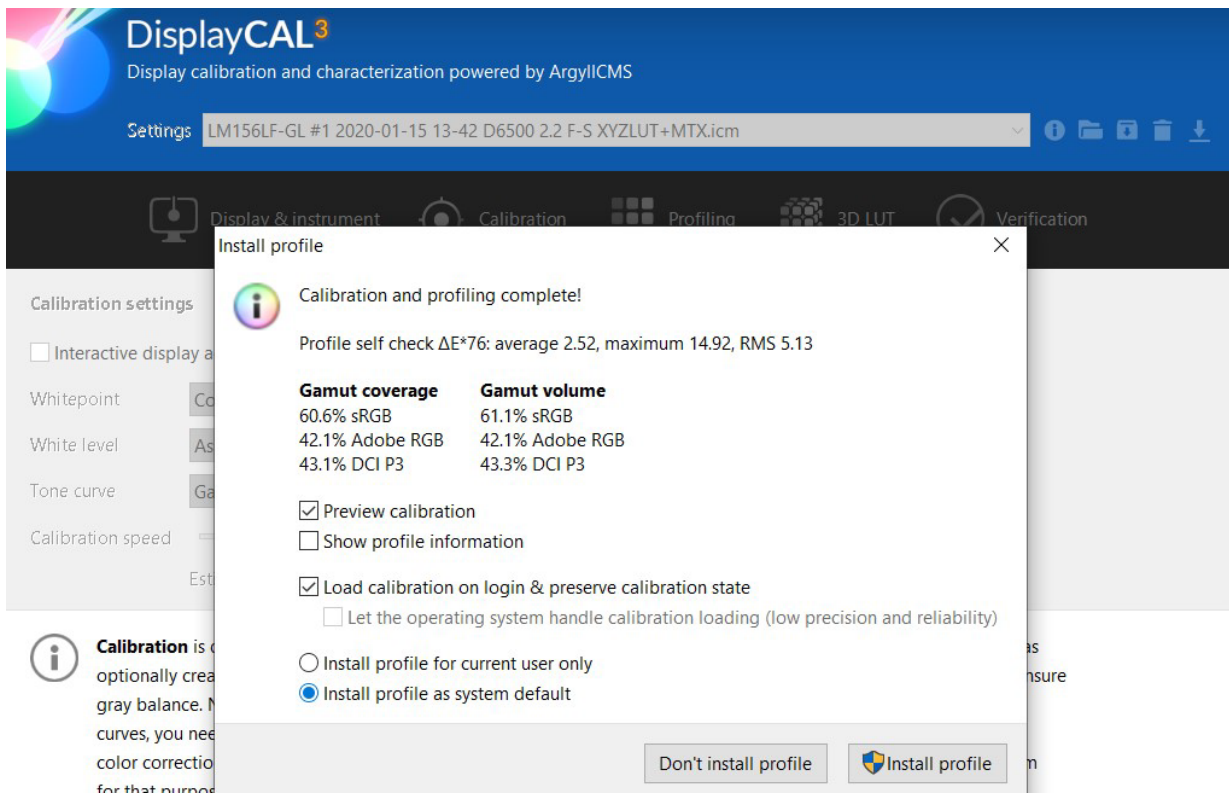 DisplayCAL3
Display calibration and characterization powered by ArgyllCMS
Settings LM156LF-GL #1 2020-01-15 13-42 D6500 2.2 F-S XYZLUT+MTX.icm
Display & instrument Calibration Profiling 3D LUT Verification
Install profile
Calibration settings
Calibration and profiling complete!
Interactive display a
Profile self check ΔE*76: average 2.52, maximum 14.92, RMS 5.13
Whitepoint Co
Gamut coverage Gamut volume
60.6% sRGB 61.1% sRGB
White level As
42.1% Adobe RGB 42.1% Adobe RGB
43.1% DCI P3 43.3% DCI P3
Tone curve Ga
Preview calibration
Calibration speed
Show profile information
Est
Load calibration on login & preserve calibration state
Let the operating system handle calibration loading (low precision and reliability)
Calibration is
optionally crea
Install profile for current user only
nsure
gray balance. N
Install profile as system default
curves, you nee
color correctio
Don't install profile Install profile
for that purpos